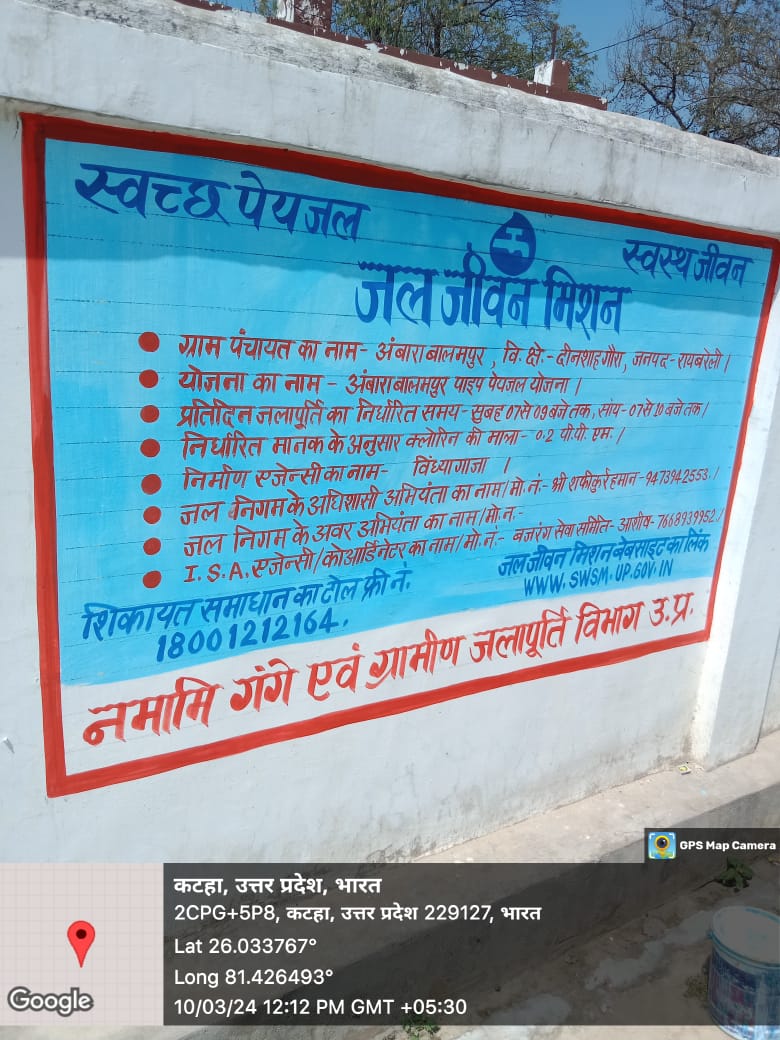 स्वच्छ पेयजल
स्वस्थ जीवन
जल जीवन मिशन
ग्राम पंचायत का नाम- अंबारा बालमपुर, वि. क्षे.- दीनशाह गौरा, जनपद- रायबरेली।
योजना का नाम - अंबारा बालमपुर पाइप पेयजल योजना।
प्रतिदिन जलापूर्ति का निर्धारित समय- सुबह 07 से 09 बजे तक, सांय- 07 से 10 बजे तक।
निर्धारित मानक के अनुसार क्लोरिन की मात्रा- 0.2 पी.पी.एम.।
निर्माण एजेन्सी का नाम- विंध्या गाजा ।
जल निगम के अधिशासी अभियंता का नाम/मो.नं.- श्री शफीकुर्रहमान- 9473942553.।
जल निगम के अवर अभियंता का नाम/मो.न.-
I.S.A. एजेन्सी/कोआर्डिनेटर का नाम/मो.नं.- बजरंग सेवा समिति- आशीष- 7668939952।
शिकायत समाधान का टोल फ्री नं.
18001212164.
जल जीवन मिशन बेबसाइट का लिंक
WWW.SWSM.UP.GOV.IN
नमामि गंगे एवं ग्रामीण जलापूर्ति विभाग उ.प्र.
GPS Map Camera
कटहा, उत्तर प्रदेश, भारत
2CPG+5P8, कटहा, उत्तर प्रदेश 229127, भारत
Lat 26.033767°
Long 81.426493°
10/03/24 12:12 PM GMT +05:30
Google